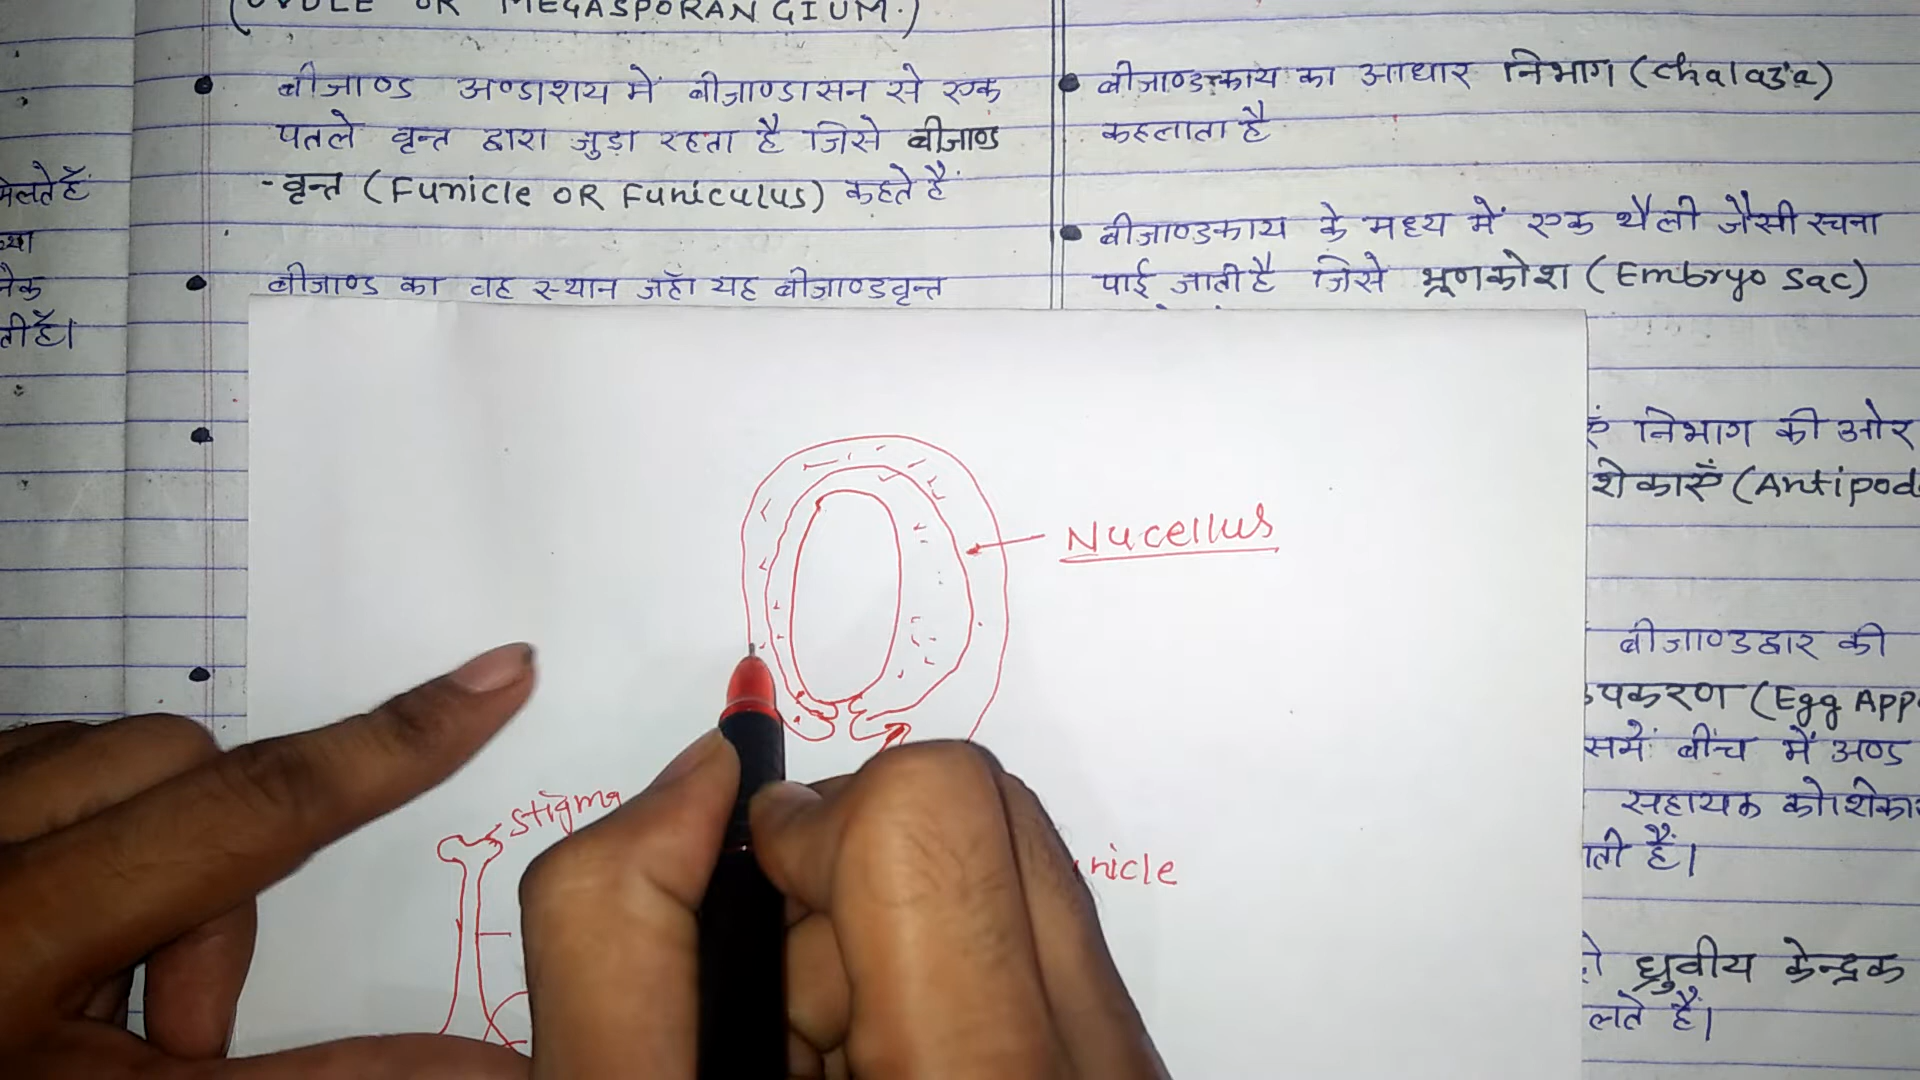 (OVULE OR MEGASPORANGIUM.)
बीजाण्ड अण्डाशय में बीजाण्डासन से एक
पतले वृन्त द्वारा जुड़ा रहता है जिसे बीजाण्ड
-वृन्त (Funicle OR Funiculus) कहते हैं
बीजाण्ड का वह स्थान जहाँ यह बीजाण्डवृन्त
मिलते हैं
ती हैं।
बीजाण्डकाय का आधार निभाग (chalaza)
कहलाता है
बीजाण्डकाय के मध्य में एक थैली जैसी रचना
पाई जाती है जिसे भ्रूणकोश (Embryo sac)
निभाग की ओर
शिकाएँ (Antipod
बीजाण्डद्वार की
उपकरण (Egg APP
समें बीच में अण्ड
सहायक कोशिका
ती हैं।
ध्रुवीय केन्द्रक
लते हैं।
Nucellus
stigma
nicle